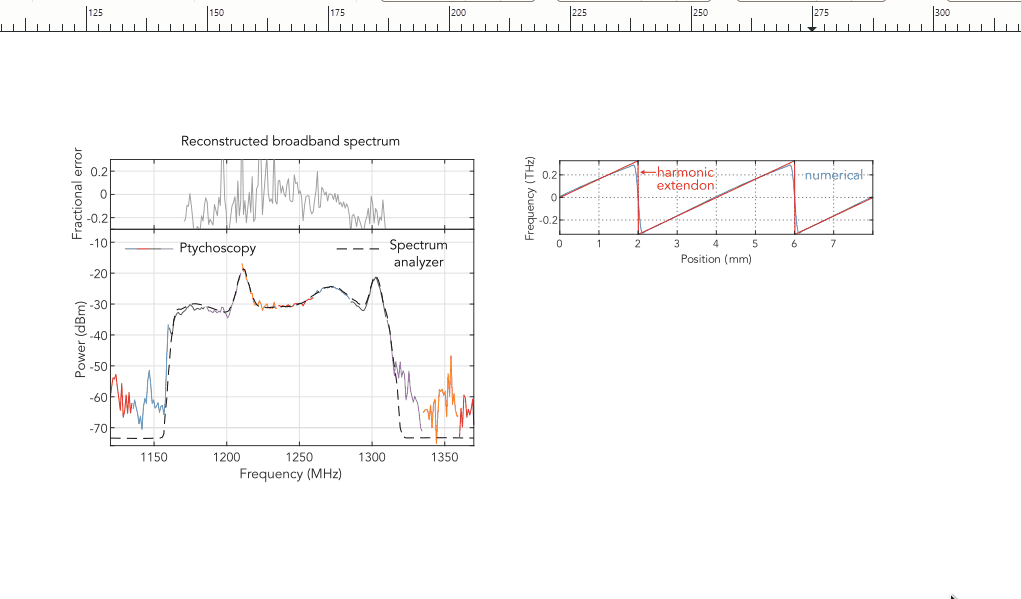 125 150 175 200 225 250 275 300
Reconstructed broadband spectrum
Fractional error
0.2
0
-0.2
Ptychoscopy
Spectrum
analyzer
Power (dBm)
-10
-20
-30
-40
-50
-60
-70
1150 1200 1250 1300 1350
Frequency (MHz)
Frequency (THz)
0.2
0
-0.2
harmonic
extendon
numerical
0 1 2 3 4 5 6 7
Position (mm)